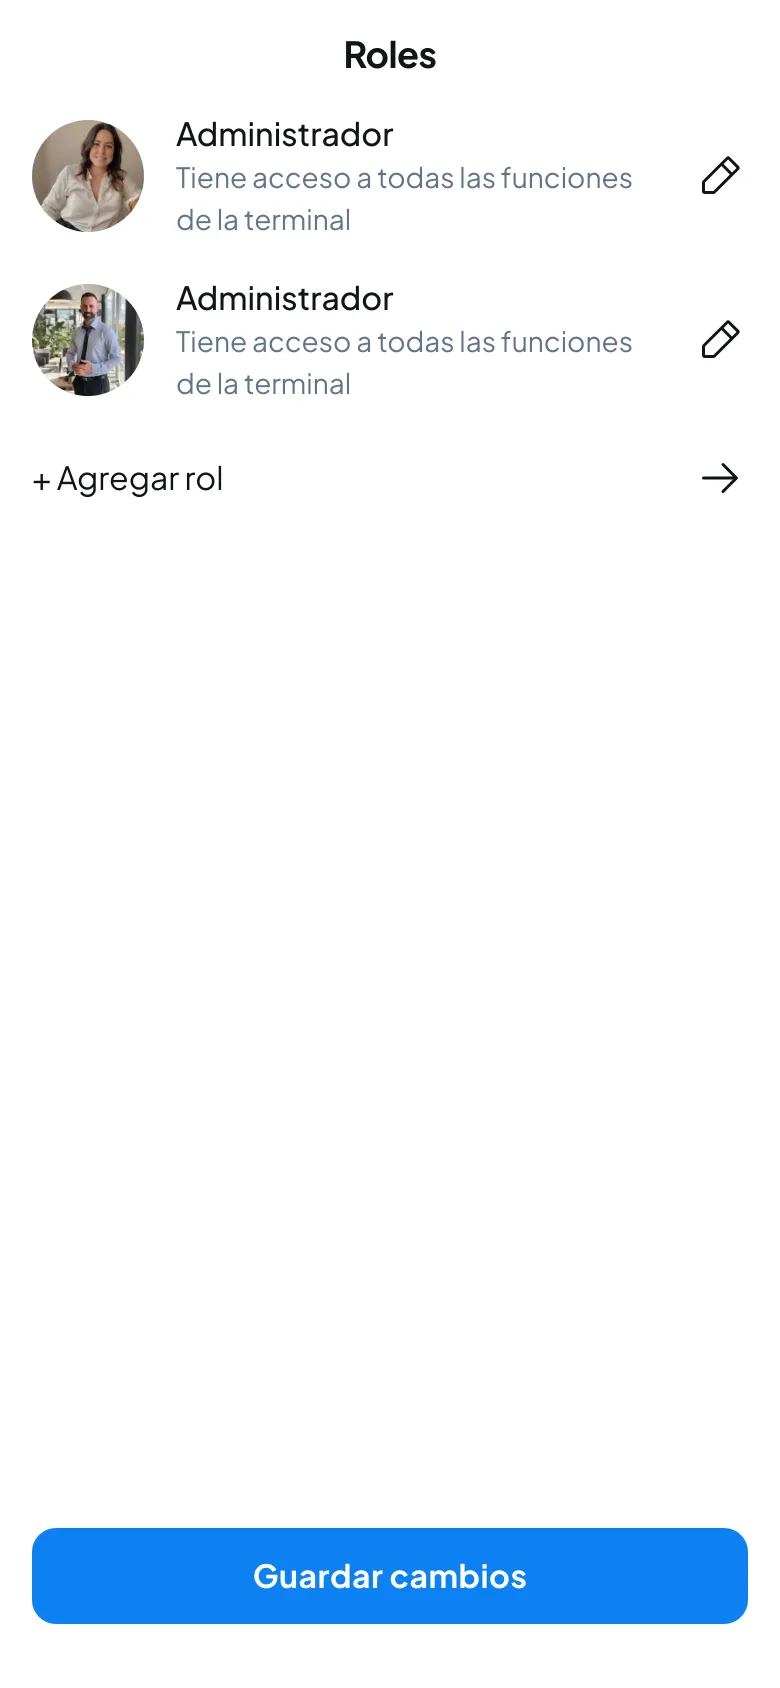 Roles
Administrador
Tiene acceso a todas las funciones
de la terminal
Administrador
Tiene acceso a todas las funciones
de la terminal
+ Agregar rol
Guardar cambios